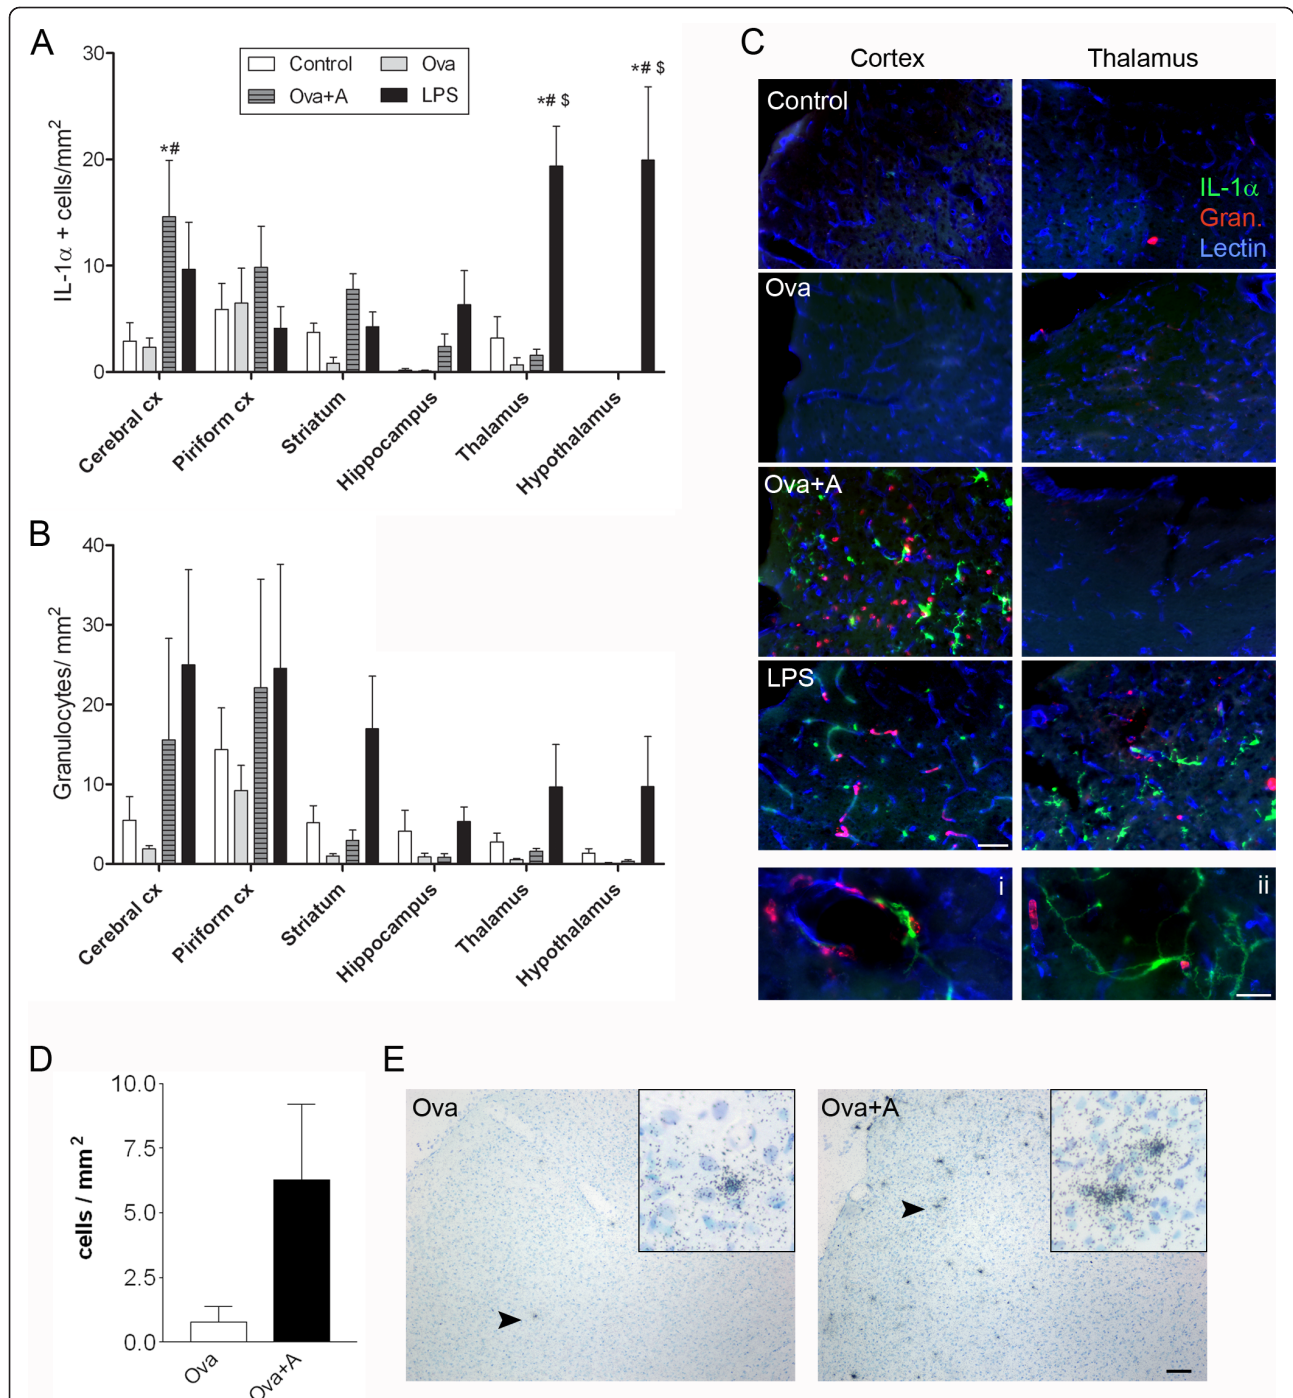 A
30
20
10
0
IL-1α + cells/mm2
Control
Ova
Ova+A
LPS
*#
*# $
*# $
Cerebral cx
Piriform cx
Striatum
Hippocampus
Thalamus
Hypothalamus
B
40
30
20
10
0
Granulocytes/ mm2
Cerebral cx
Piriform cx
Striatum
Hippocampus
Thalamus
Hypothalamus
C
Cortex
Thalamus
Control
IL-1α
Gran.
Lectin
Ova
Ova+A
LPS
i
ii
D
10.0
7.5
5.0
2.5
0.0
cells / mm2
Ova
Ova+A
E
Ova
Ova+A